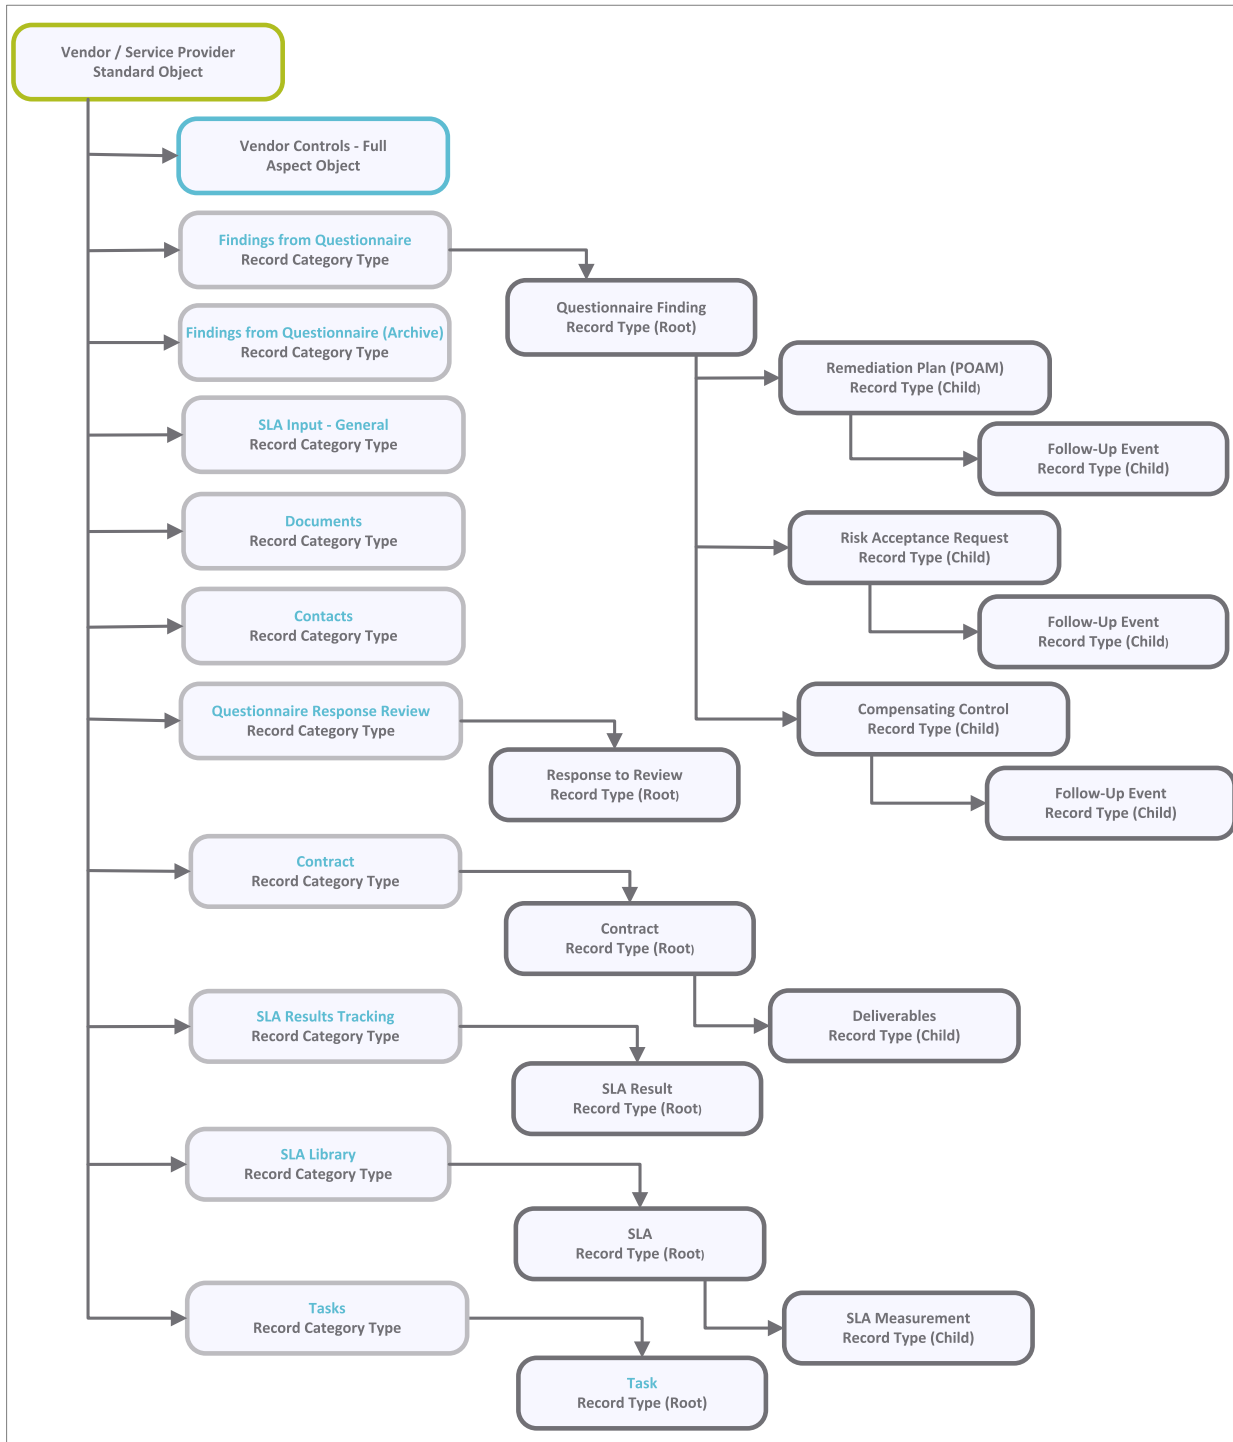 Vendor / Service Provider
Standard Object
Vendor Controls - Full
Aspect Object
Findings from Questionnaire
Record Category Type
Questionnaire Finding
Record Type (Root)
Findings from Questionnaire (Archive)
Record Category Type
Remediation Plan (POAM)
Record Type (Child)
SLA Input - General
Record Category Type
Follow-Up Event
Record Type (Child)
Documents
Record Category Type
Risk Acceptance Request
Record Type (Child)
Contacts
Record Category Type
Follow-Up Event
Record Type (Child)
Questionnaire Response Review
Record Category Type
Compensating Control
Record Type (Child)
Response to Review
Record Type (Root)
Follow-Up Event
Record Type (Child)
Contract
Record Category Type
Contract
Record Type (Root)
SLA Results Tracking
Record Category Type
Deliverables
Record Type (Child)
SLA Result
Record Type (Root)
SLA Library
Record Category Type
SLA
Record Type (Root)
Tasks
Record Category Type
SLA Measurement
Record Type (Child)
Task
Record Type (Root)